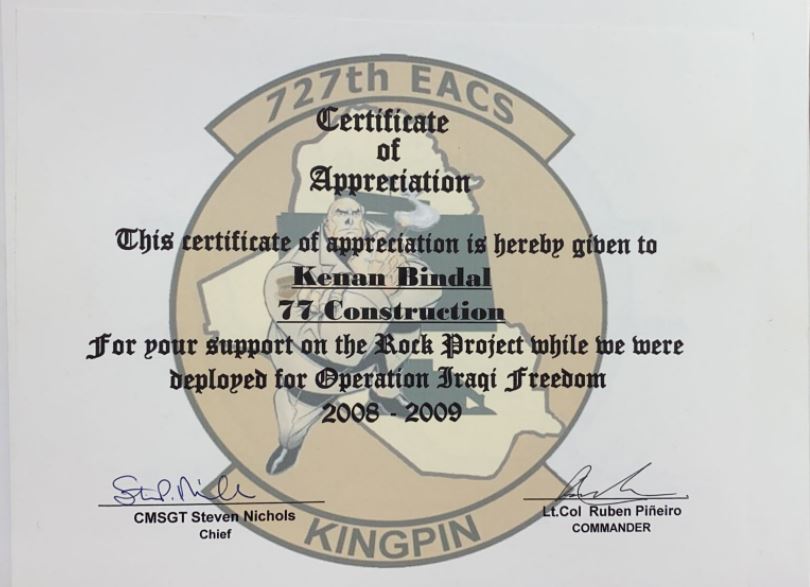 727th EACS
Certificate
of
Appreciation
This certificate of appreciation is hereby given to
Kenan Bindal
77 Construction
For your support on the Rock Project while we were
deployed for Operation Iraqi Freedom
2008 - 2009
CMSGT Steven Nichols
Chief
Lt.Col Ruben Piñeiro
COMMANDER
KINGPIN